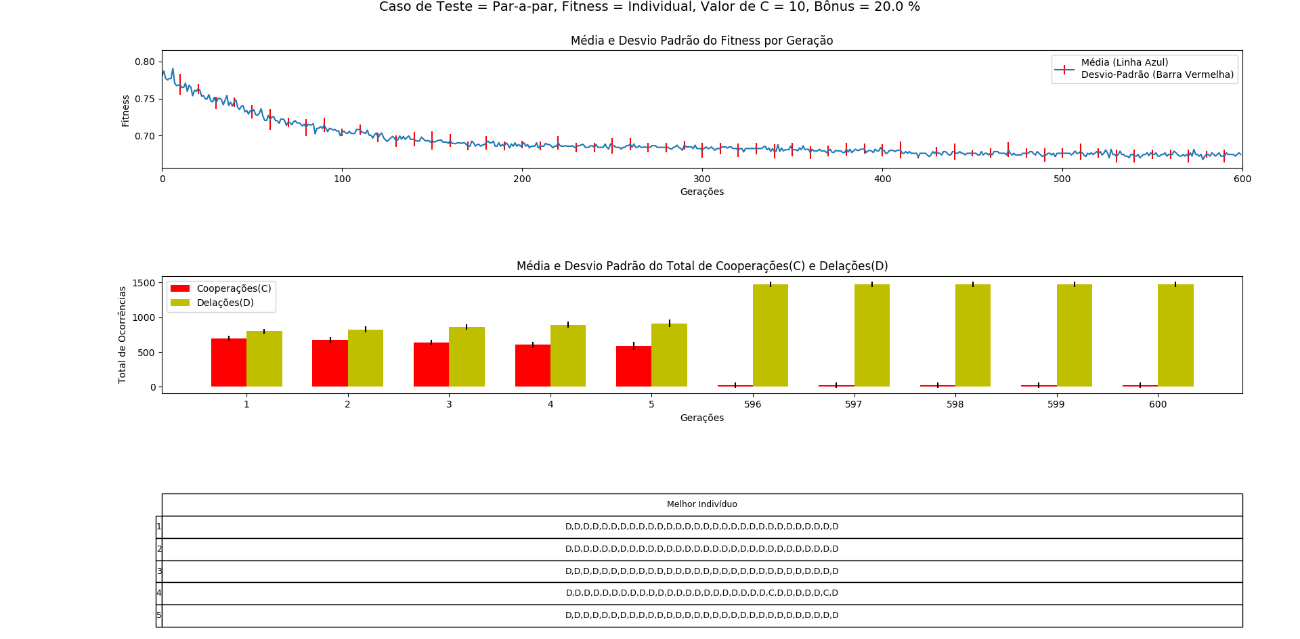 Caso de Teste = Par-a-par, Fitness = Individual, Valor de C = 10, Bônus = 20.0 %
Média e Desvio Padrão do Fitness por Geração
Média (Linha Azul)
Desvio-Padrão (Barra Vermelha)
Fitness
0.80
0.75
0.70
0 100 200 300 400 500 600
Gerações
Média e Desvio Padrão do Total de Cooperações(C) e Delações(D)
Cooperações(C)
Delações(D)
Total de Ocorrências
1500
1000
500
0
1 2 3 4 5 596 597 598 599 600
Gerações
Melhor Indivíduo
1 D,D,D,D,D,D,D,D,D,D,D,D,D,D,D,D,D,D,D,D,D,D,D,D,D,D,D,D,D,D
2 D,D,D,D,D,D,D,D,D,D,D,D,D,D,D,D,D,D,D,D,D,D,D,D,D,D,D,D,D,D
3 D,D,D,D,D,D,D,D,D,D,D,D,D,D,D,D,D,D,D,D,D,D,D,D,D,D,D,D,D,D
4 D,D,D,D,D,D,D,D,D,D,D,D,D,D,D,D,D,D,D,D,D,D,C,D,D,D,D,D,C,D
5 D,D,D,D,D,D,D,D,D,D,D,D,D,D,D,D,D,D,D,D,D,D,D,D,D,D,D,D,D,D